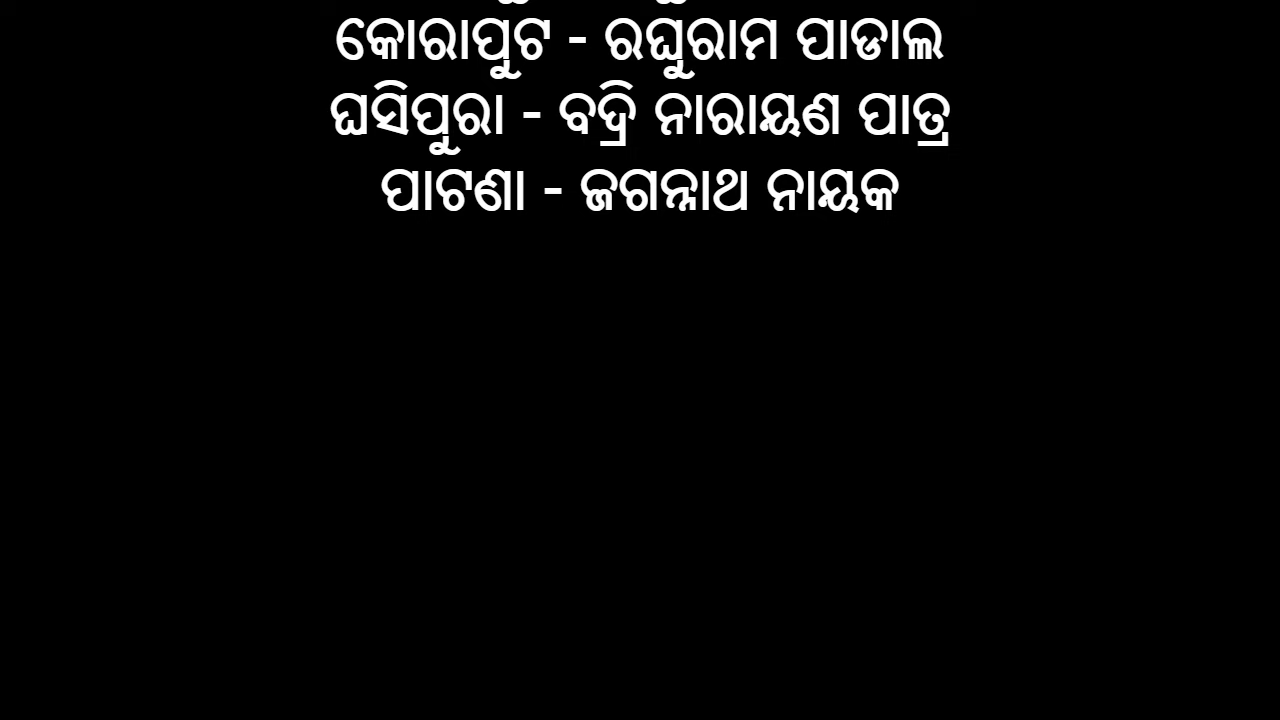 କୋରାପୁଟ - ରଘୁରାମ ପାଡାଲ
ଘସିପୁରା - ବଦ୍ରି ନାରାୟଣ ପାତ୍ର
ପାଟଣା - ଜଗନ୍ନାଥ ନାୟକ